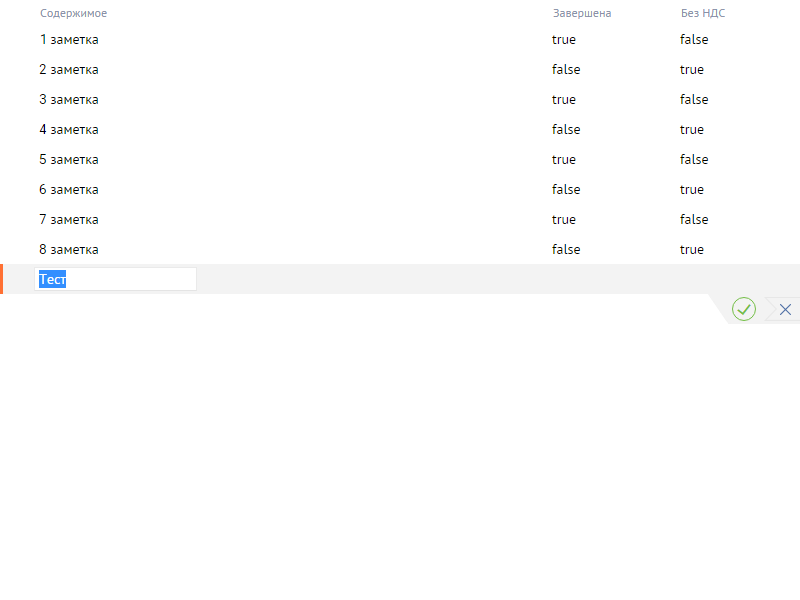 Содержимое Завершена Без НДС
1 заметка true false
2 заметка false true
3 заметка true false
4 заметка false true
5 заметка true false
6 заметка false true
7 заметка true false
8 заметка false true
Тест